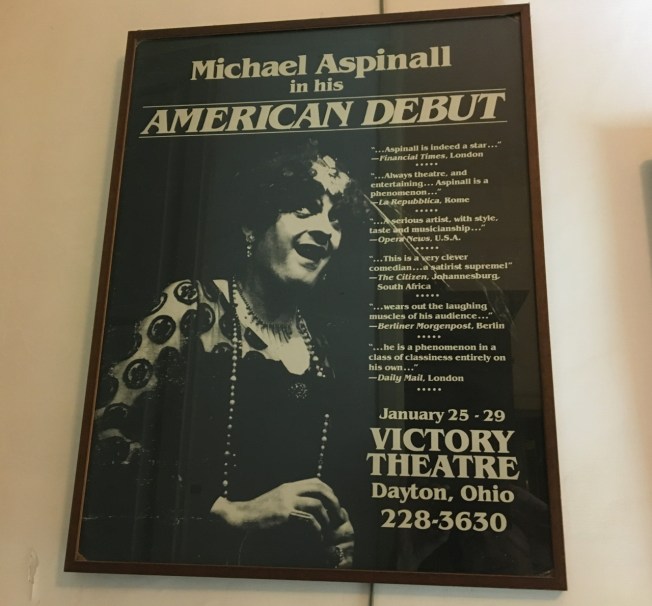 Michael Aspinall
in his
AMERICAN DEBUT
"...Aspinall is indeed a star..."
—Financial Times, London
"...Always theatre, and
entertaining... Aspinall is a
phenomenon..."
—La Repubblica, Rome
"...A serious artist, with style,
taste and musicianship..."
—Opera News, U.S.A.
"...This is a very clever
comedian...a satirist supreme!"
—The Citizen, Johannesburg,
South Africa
"...wears out the laughing
muscles of his audience..."
—Berliner Morgenpost, Berlin
"...he is a phenomenon in a
class of classiness entirely on
his own..."
—Daily Mail, London
January 25 - 29
VICTORY
THEATRE
Dayton, Ohio
228-3630